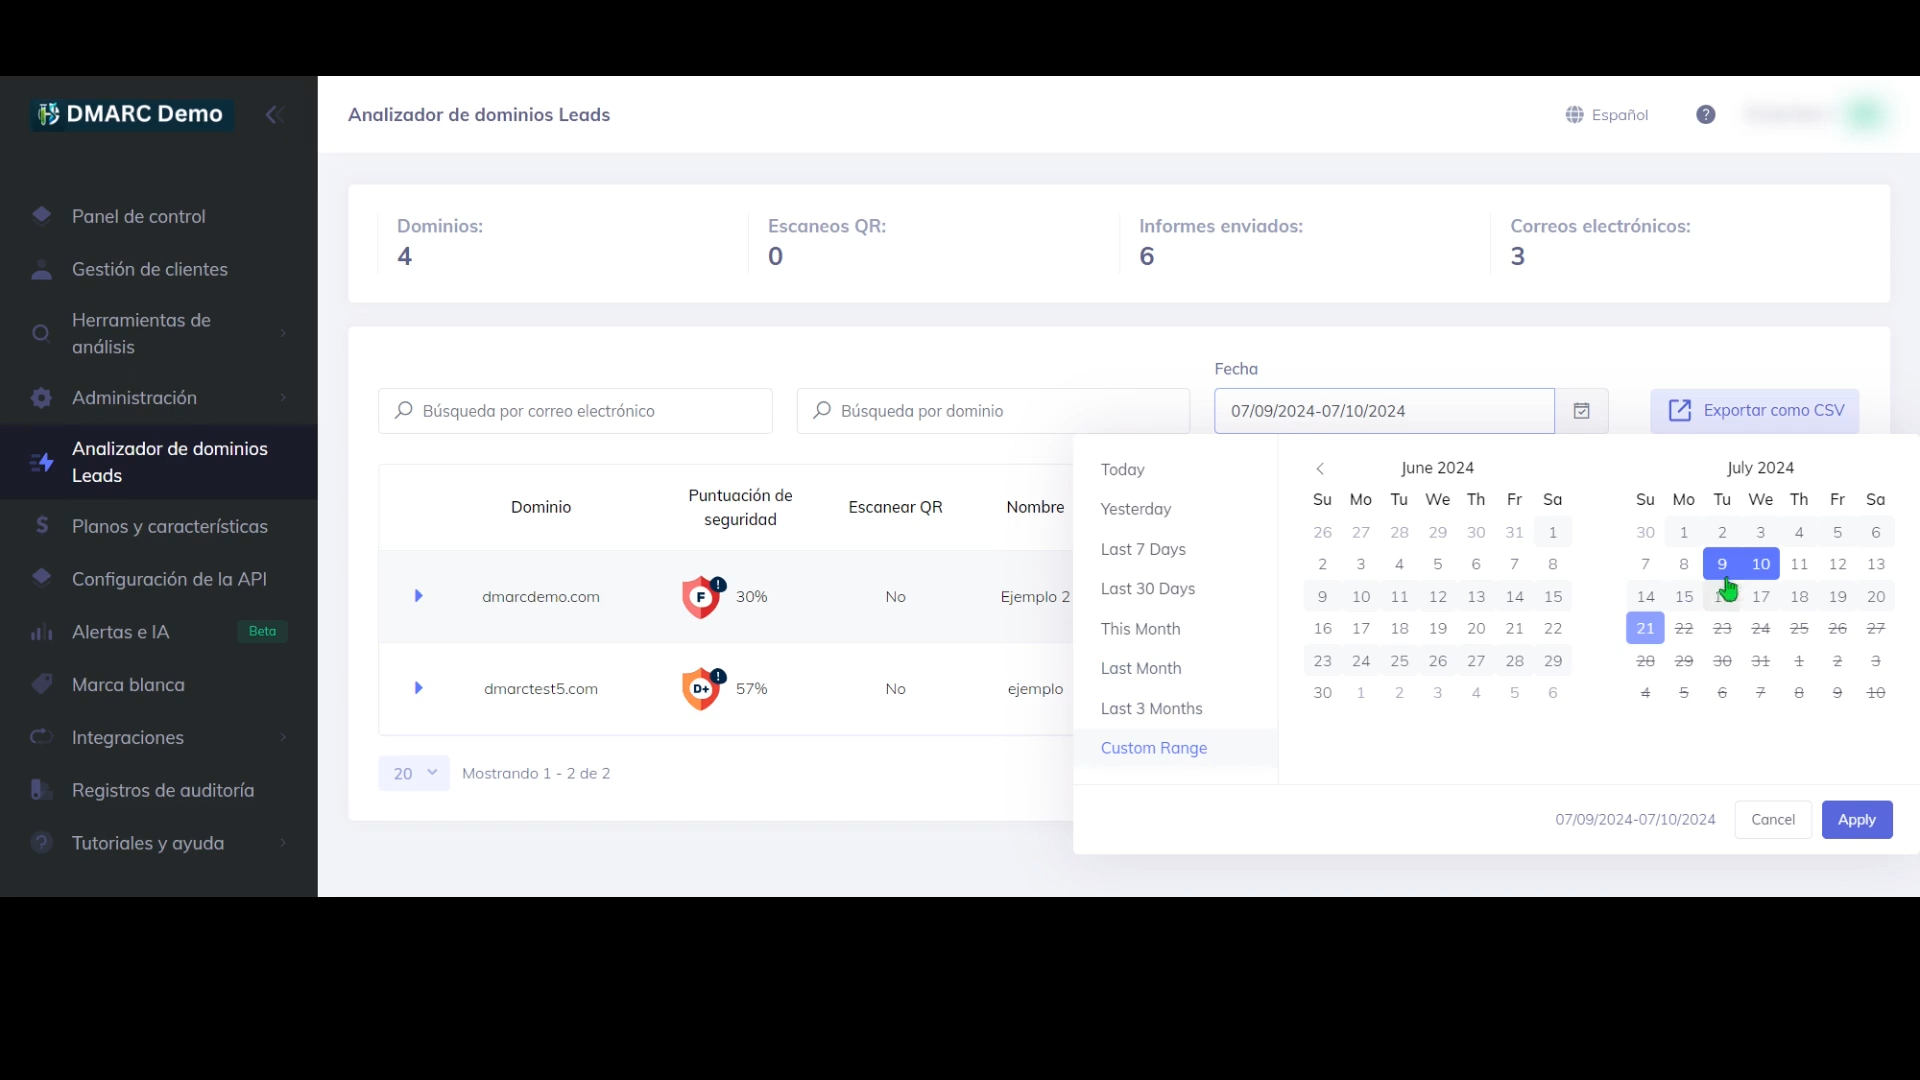 DMARC Demo
Analizador de dominios Leads
Español
?
Panel de control
Gestión de clientes
Herramientas de
análisis
Administración
Analizador de dominios
Leads
Planos y características
Configuración de la API
Alertas e IA
Beta
Marca blanca
Integraciones
Registros de auditoría
Tutoriales y ayuda
Dominios:
4
Escaneos QR:
0
Informes enviados:
6
Correos electrónicos:
3
Fecha
Búsqueda por correo electrónico
Búsqueda por dominio
07/09/2024-07/10/2024
Exportar como CSV
Dominio
Puntuación de
seguridad
Escanear QR
Nombre
dmarcdemo.com
F
!
30%
No
Ejemplo 2
dmarctest5.com
D+
!
57%
No
ejemplo
20
Mostrando 1 - 2 de 2
Today
Yesterday
Last 7 Days
Last 30 Days
This Month
Last Month
Last 3 Months
Custom Range
June 2024
Su Mo Tu We Th Fr Sa
26 27 28 29 30 31 1
2 3 4 5 6 7 8
9 10 11 12 13 14 15
16 17 18 19 20 21 22
23 24 25 26 27 28 29
30 1 2 3 4 5 6
July 2024
Su Mo Tu We Th Fr Sa
30 1 2 3 4 5 6
7 8 9 10 11 12 13
14 15 17 18 19 20
21 22 23 24 25 26 27
28 29 30 31 1 2 3
4 5 6 7 8 9 10
07/09/2024-07/10/2024
Cancel
Apply